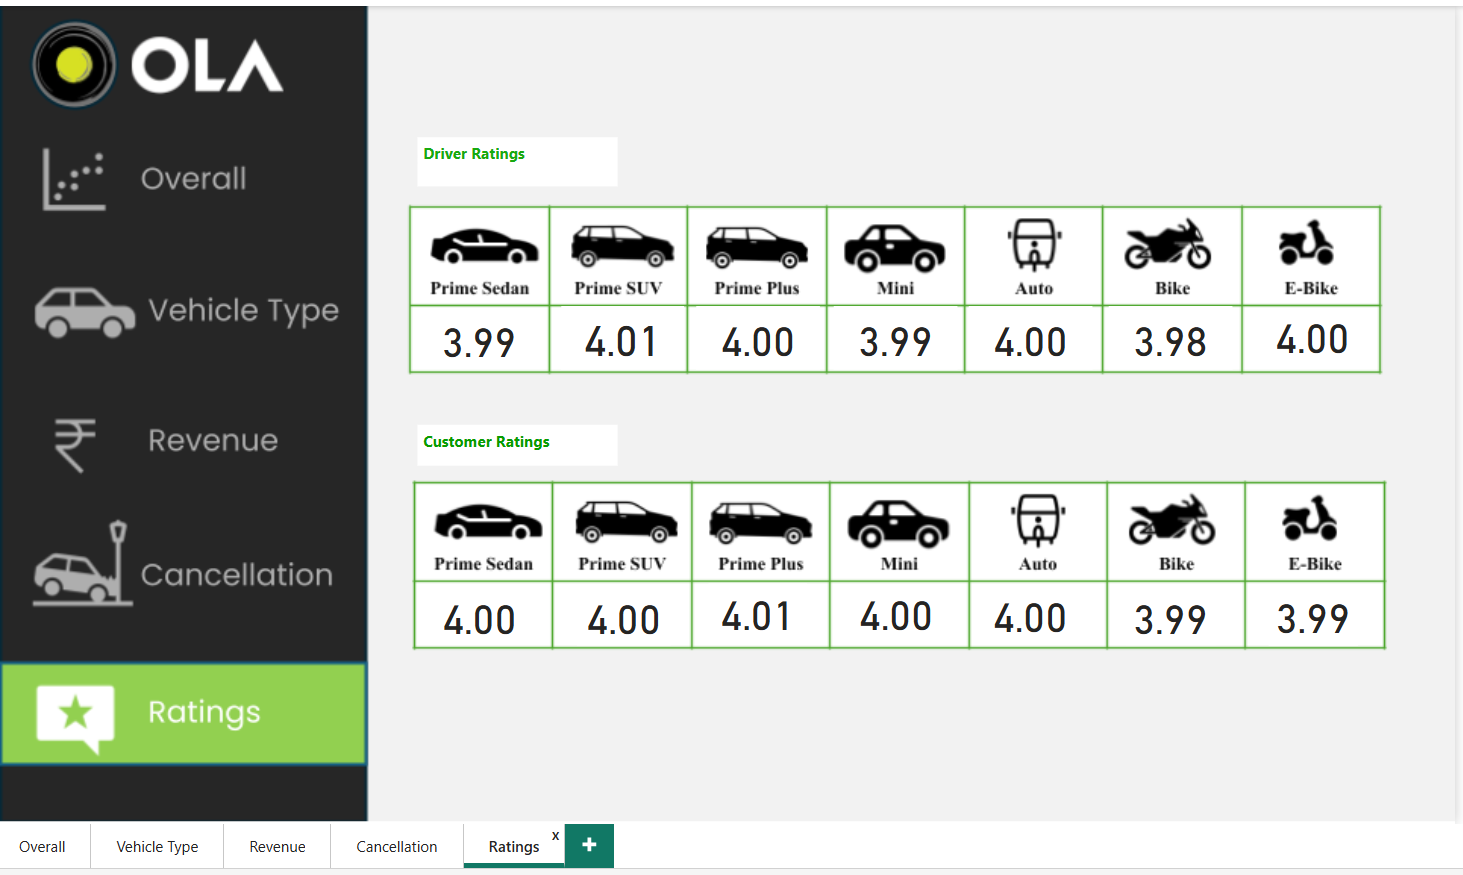 OLA
Overall
Vehicle Type
Revenue
Cancellation
Ratings
Driver Ratings
Prime Sedan Prime SUV Prime Plus Mini Auto Bike E-Bike
3.99 4.01 4.00 3.99 4.00 3.98 4.00
Customer Ratings
Prime Sedan Prime SUV Prime Plus Mini Auto Bike E-Bike
4.00 4.00 4.01 4.00 4.00 3.99 3.99
Overall Vehicle Type Revenue Cancellation Ratings x +